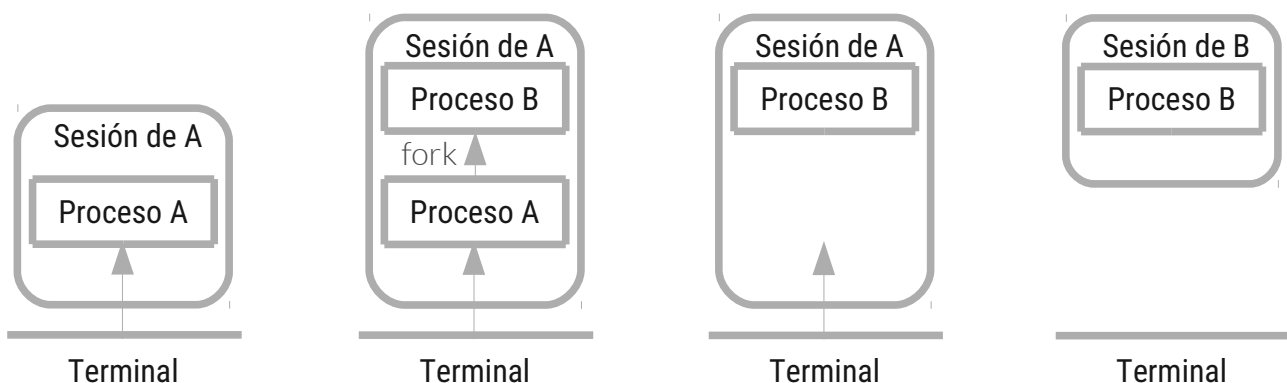 Sesión de A
Proceso A
Terminal
Sesión de A
Proceso B
fork
Proceso A
Terminal
Sesión de A
Proceso B
Terminal
Sesión de B
Proceso B
Terminal